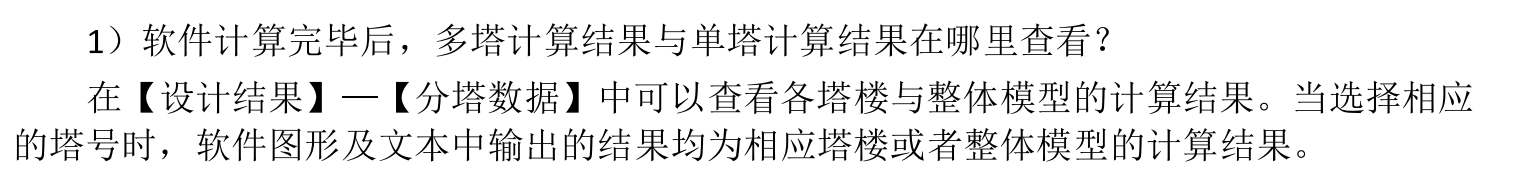 1）软件计算完毕后，多塔计算结果与单塔计算结果在哪里查看？
在【设计结果】—【分塔数据】中可以查看各塔楼与整体模型的计算结果。当选择相应
的塔号时，软件图形及文本中输出的结果均为相应塔楼或者整体模型的计算结果。